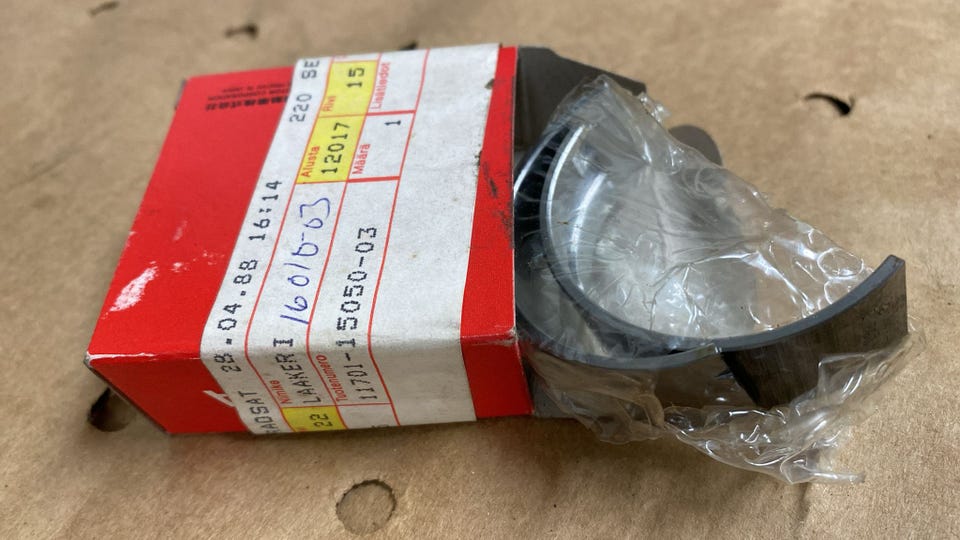 ADSAT 28.04.88 16:14 220 SE
Nimike
LAAKERI 16010-03
Alusta
12017
Rivi
15
22
Tuotenumero
11701-15050-03
Määrä
1
Lisätiedot